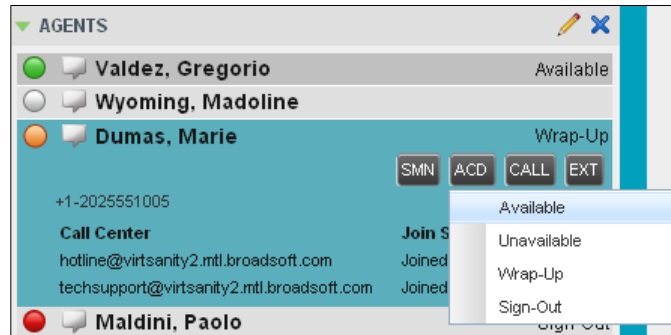 AGENTS
Valdez, Gregorio Available
Wyoming, Madoline
Dumas, Marie Wrap-Up
SMN ACD CALL EXT
+1-2025551005
Available
Call Center Join S
Unavailable
hotline@virtsanity2.mtl.broadsoft.com Joined
Wrap-Up
techsupport@virtsanity2.mtl.broadsoft.com Joined
Sign-Out
Maldini, Paolo Sign-Out